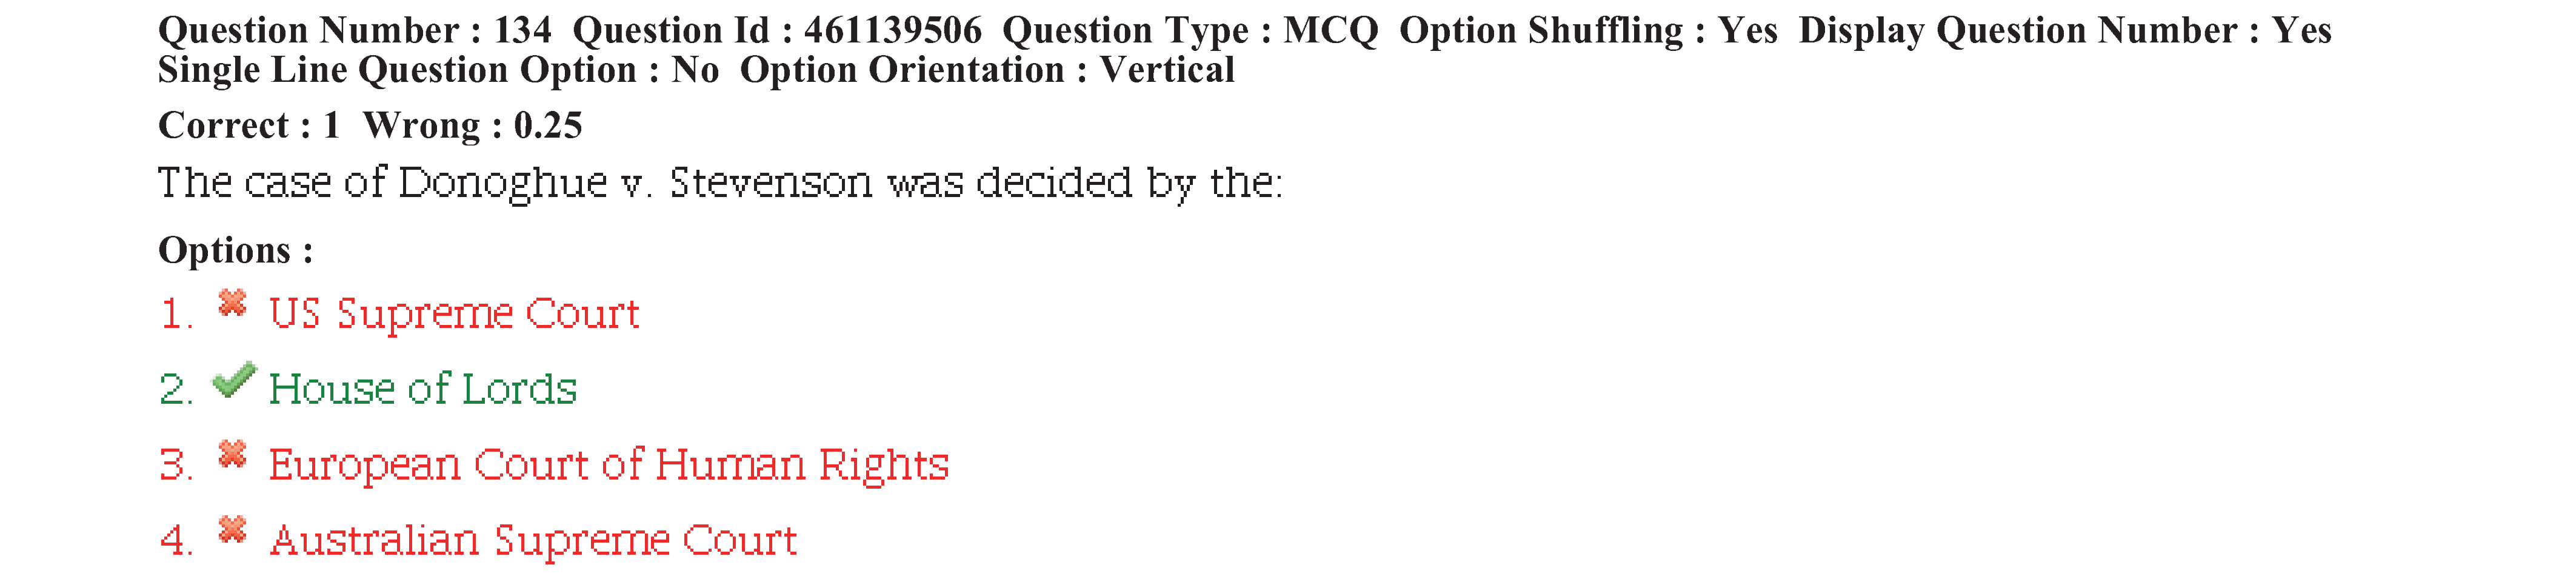 Question Number : 134 Question Id : 461139506 Question Type : MCQ Option Shuffling : Yes Display Question Number : Yes
Single Line Question Option : No Option Orientation : Vertical
Correct : 1 Wrong : 0.25
The case of Donoghue v. Stevenson was decided by the:
Options :
1. US Supreme Court
2. House of Lords
3. European Court of Human Rights
4. Australian Supreme Court